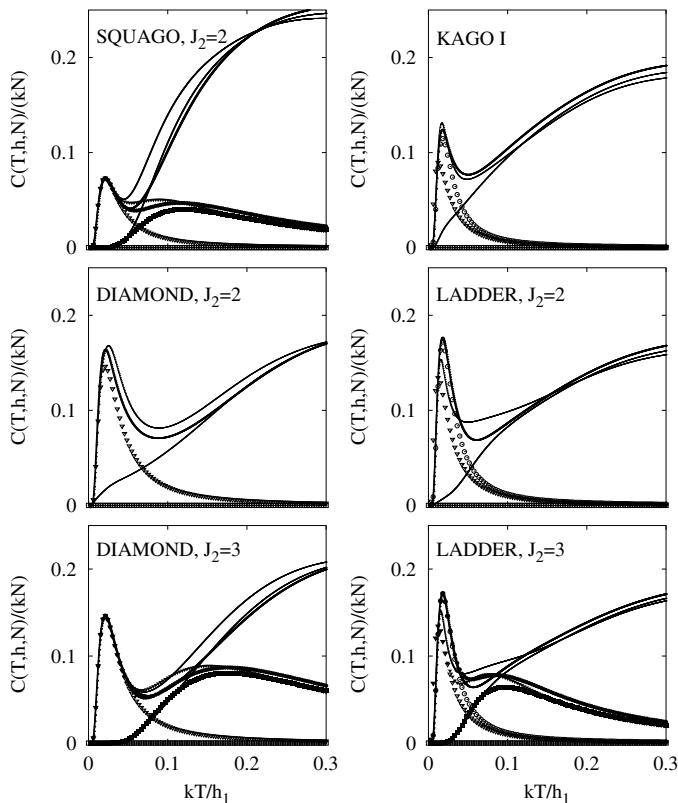 SQUAGO, J2=2
C(T,h,N)/(kN)
0.2
0.1
0
KAGO I
C(T,h,N)/(kN)
0.2
0.1
0
DIAMOND, J2=2
C(T,h,N)/(kN)
0.2
0.1
0
LADDER, J2=2
C(T,h,N)/(kN)
0.2
0.1
0
DIAMOND, J2=3
C(T,h,N)/(kN)
0.2
0.1
0
0 0.1 0.2 0.3
kT/h1
LADDER, J2=3
C(T,h,N)/(kN)
0.2
0.1
0
0 0.1 0.2 0.3
kT/h1